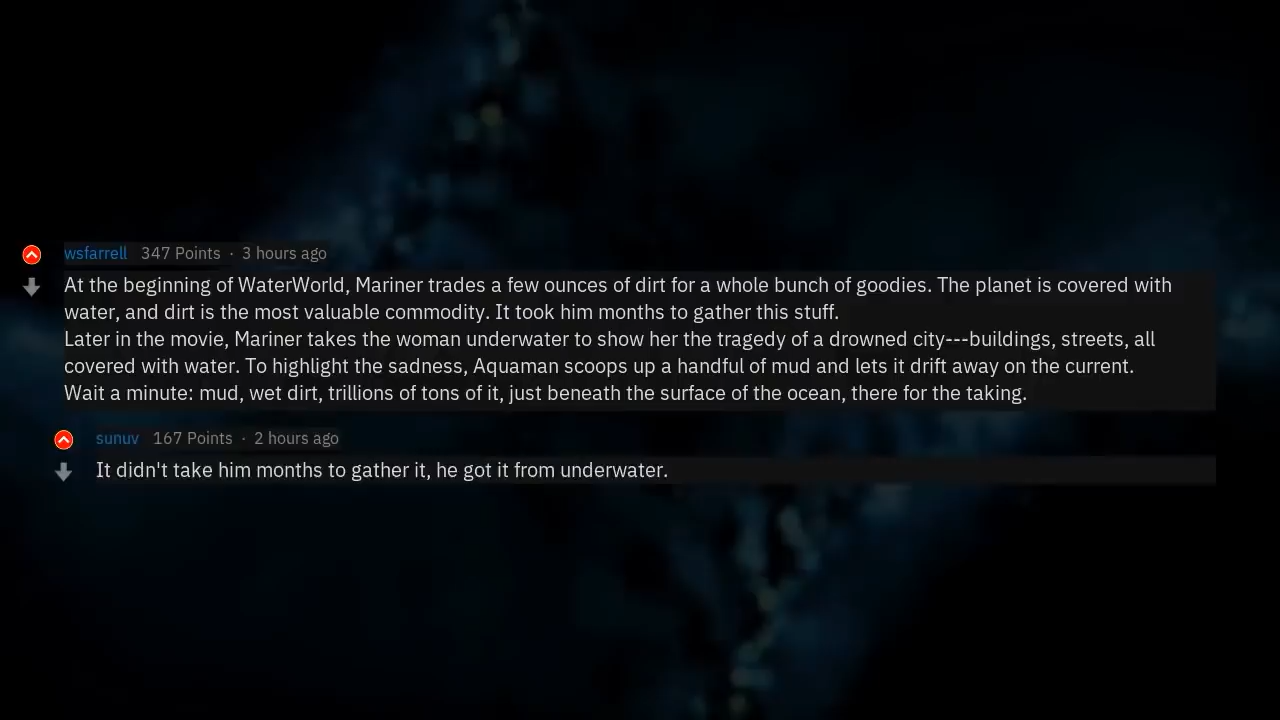 wsfarrell 347 Points · 3 hours ago
At the beginning of WaterWorld, Mariner trades a few ounces of dirt for a whole bunch of goodies. The planet is covered with
water, and dirt is the most valuable commodity. It took him months to gather this stuff.
Later in the movie, Mariner takes the woman underwater to show her the tragedy of a drowned city---buildings, streets, all
covered with water. To highlight the sadness, Aquaman scoops up a handful of mud and lets it drift away on the current.
Wait a minute: mud, wet dirt, trillions of tons of it, just beneath the surface of the ocean, there for the taking.
sunuv 167 Points · 2 hours ago
It didn't take him months to gather it, he got it from underwater.